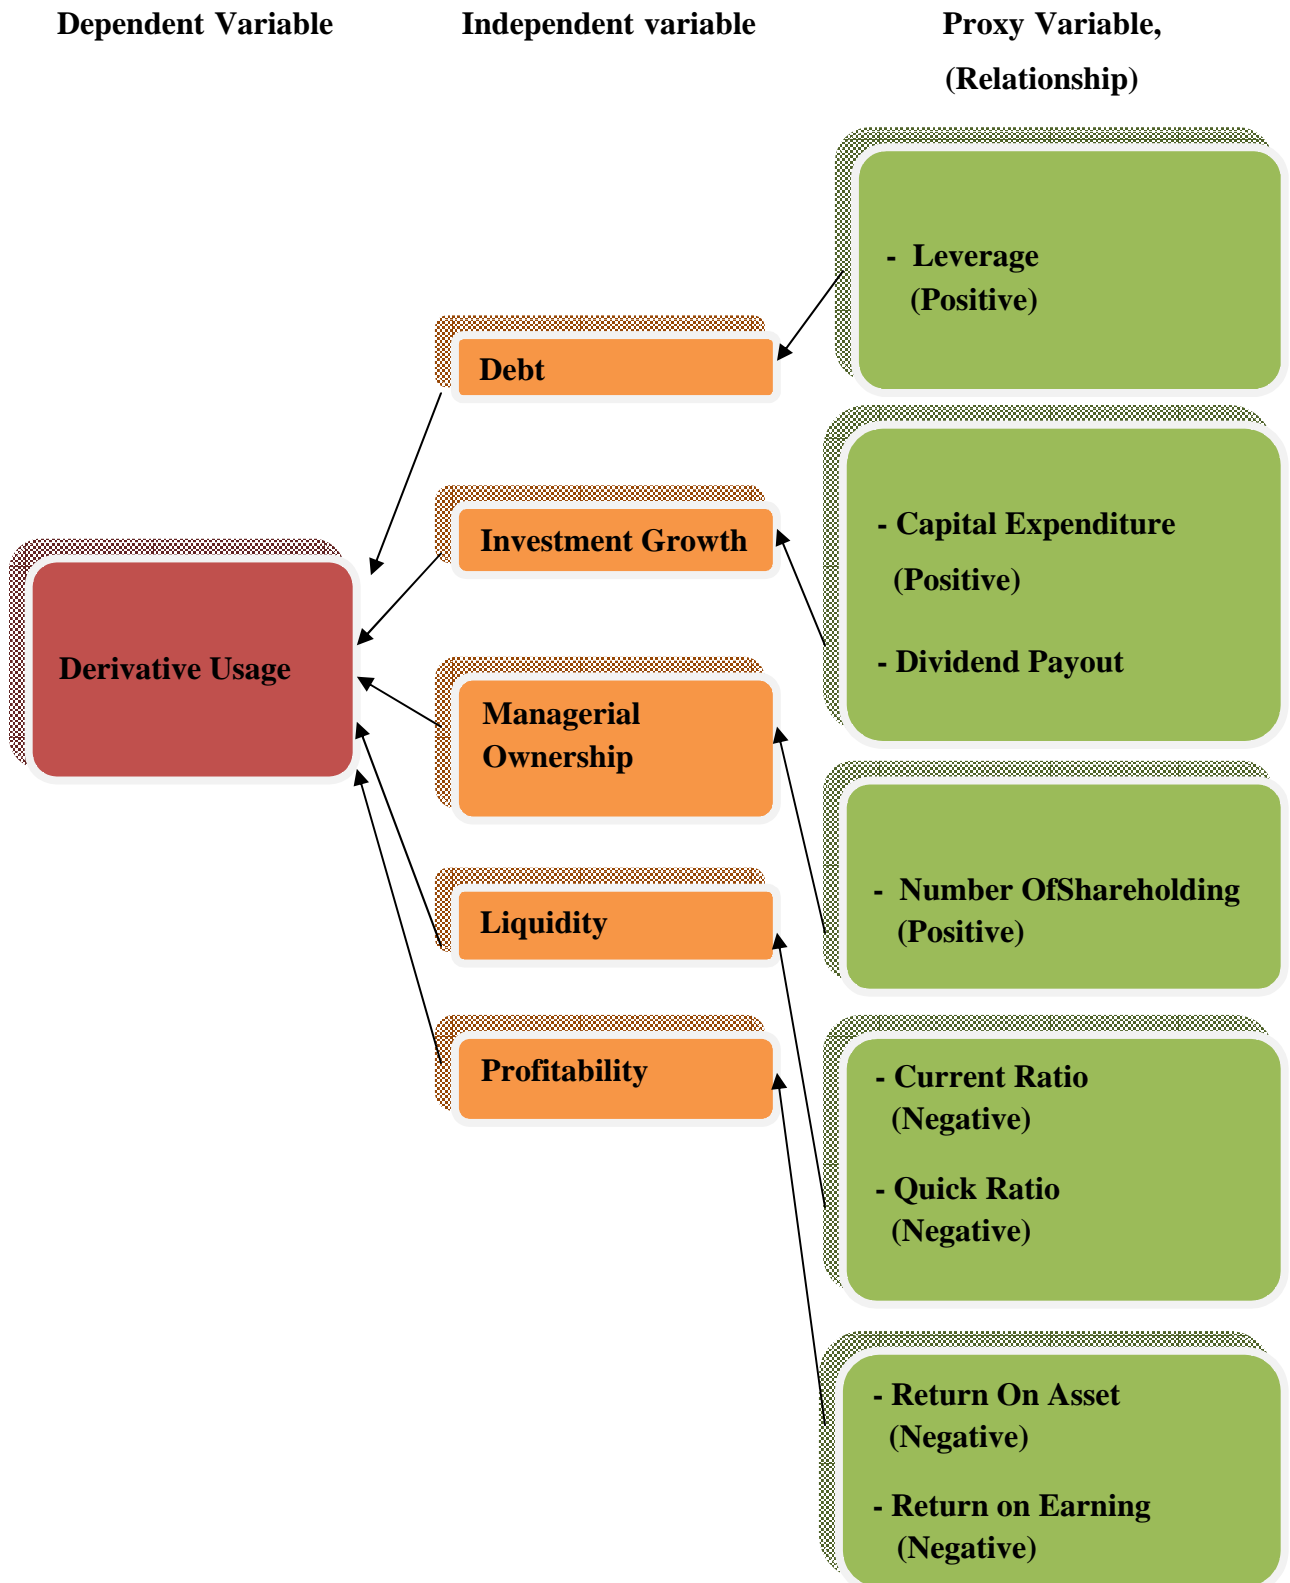 Dependent Variable
Independent variable
Proxy Variable,
(Relationship)
- Leverage
(Positive)
Debt
Investment Growth
- Capital Expenditure
(Positive)
- Dividend Payout
Derivative Usage
Managerial
Ownership
- Number OfShareholding
(Positive)
Liquidity
Profitability
- Current Ratio
(Negative)
- Quick Ratio
(Negative)
- Return On Asset
(Negative)
- Return on Earning
(Negative)